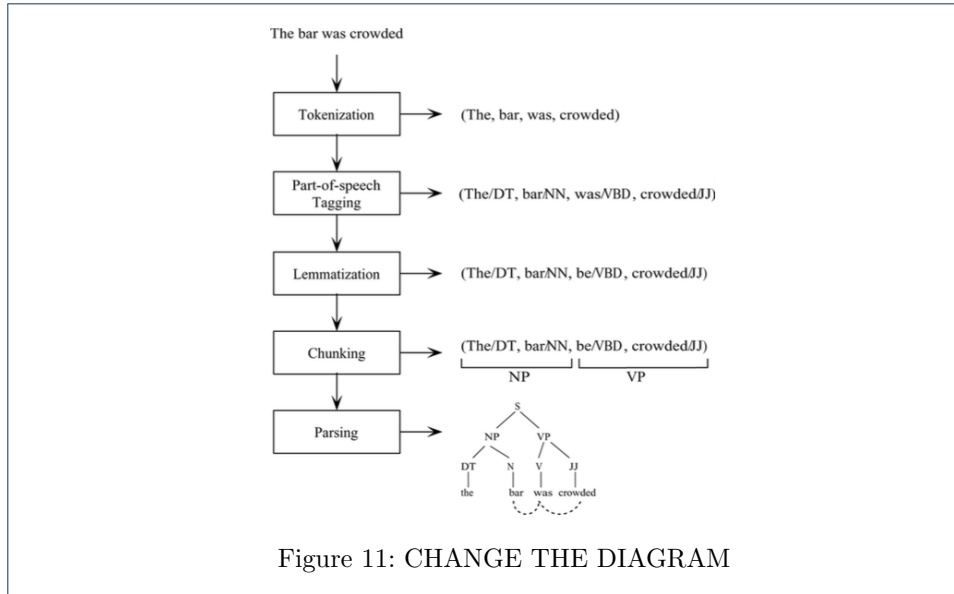 The bar was crowded
Tokenization
(The, bar, was, crowded)
Part-of-speech
Tagging
(The/DT, bar/NN, was/VBD, crowded/JJ)
Lemmatization
(The/DT, bar/NN, be/VBD, crowded/JJ)
Chunking
(The/DT, bar/NN, be/VBD, crowded/JJ)
NP VP
Parsing
S
NP VP
DT N V JJ
the bar was crowded
Figure 11: CHANGE THE DIAGRAM